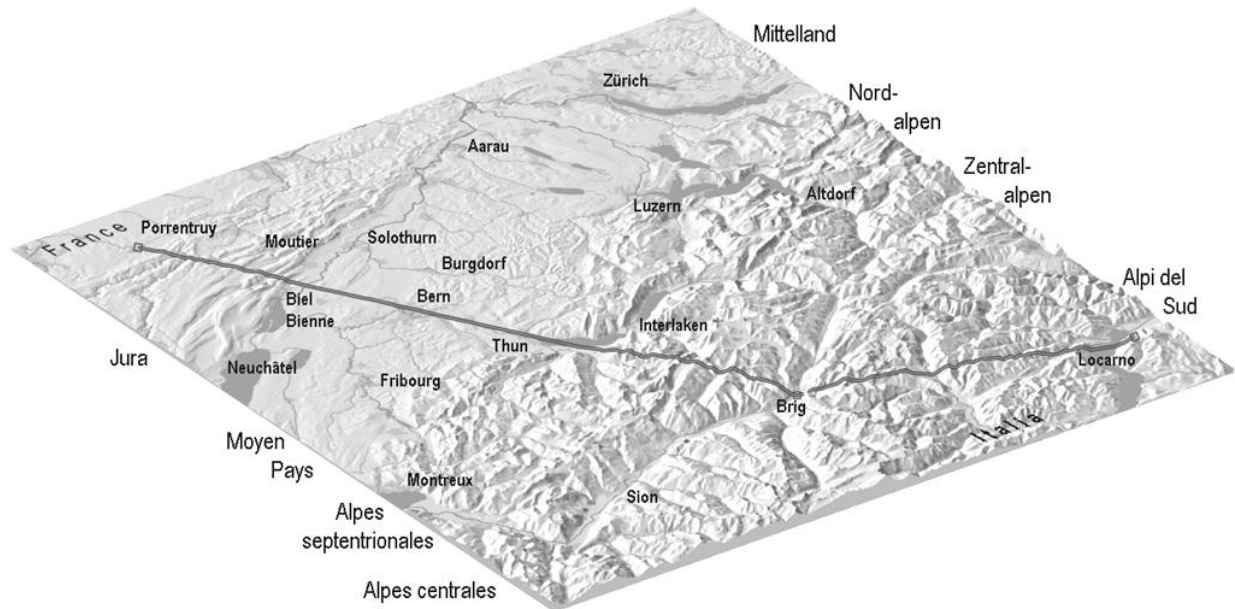 Mittelland
Zürich
Nord-
alpen
Aarau
Zentral-
alpen
Luzern
Altdorf
France
Porrentruy
Moutier
Solothurn
Burgdorf
Alpi del
Sud
Biel
Bienne
Bern
Interlaken
Thun
Jura
Neuchâtel
Fribourg
Locarno
Brig
Italia
Moyen
Pays
Montreux
Sion
Alpes
septentrionales
Alpes centrales